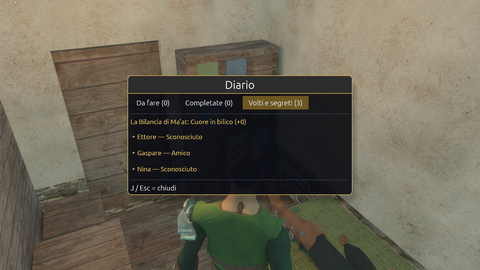 Diario
Da fare (0) Completate (0) Volti e segreti (3)
La Bilancia di Ma'at: Cuore in bilico (+0)
• Ettore — Sconosciuto
• Gaspare — Amico
• Nina — Sconosciuto
J / Esc = chiudi